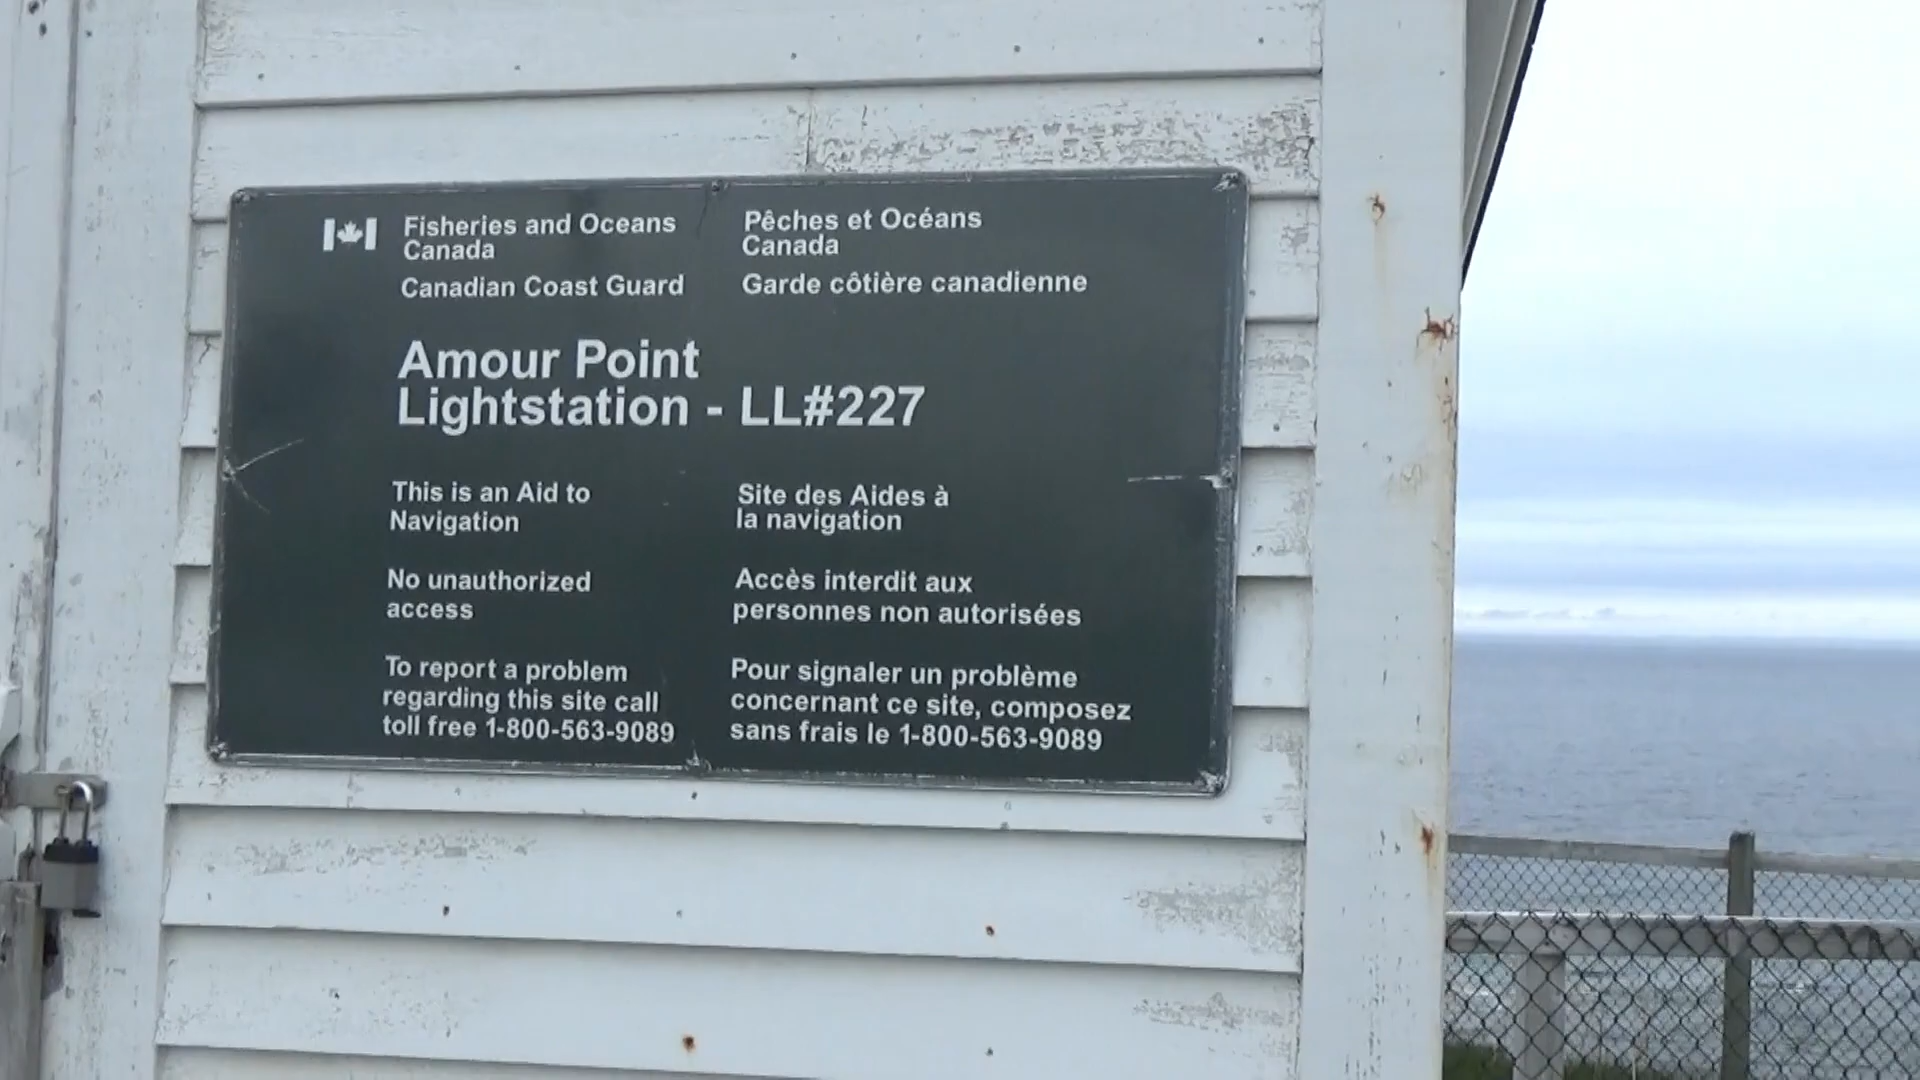 Fisheries and Oceans
Canada
Canadian Coast Guard
Pêches et Océans
Canada
Garde côtière canadienne
Amour Point
Lightstation - LL#227
This is an Aid to
Navigation
No unauthorized
access
To report a problem
regarding this site call
toll free 1-800-563-9089
Site des Aides à
la navigation
Accès interdit aux
personnes non autorisées
Pour signaler un problème
concernant ce site, composez
sans frais le 1-800-563-9089